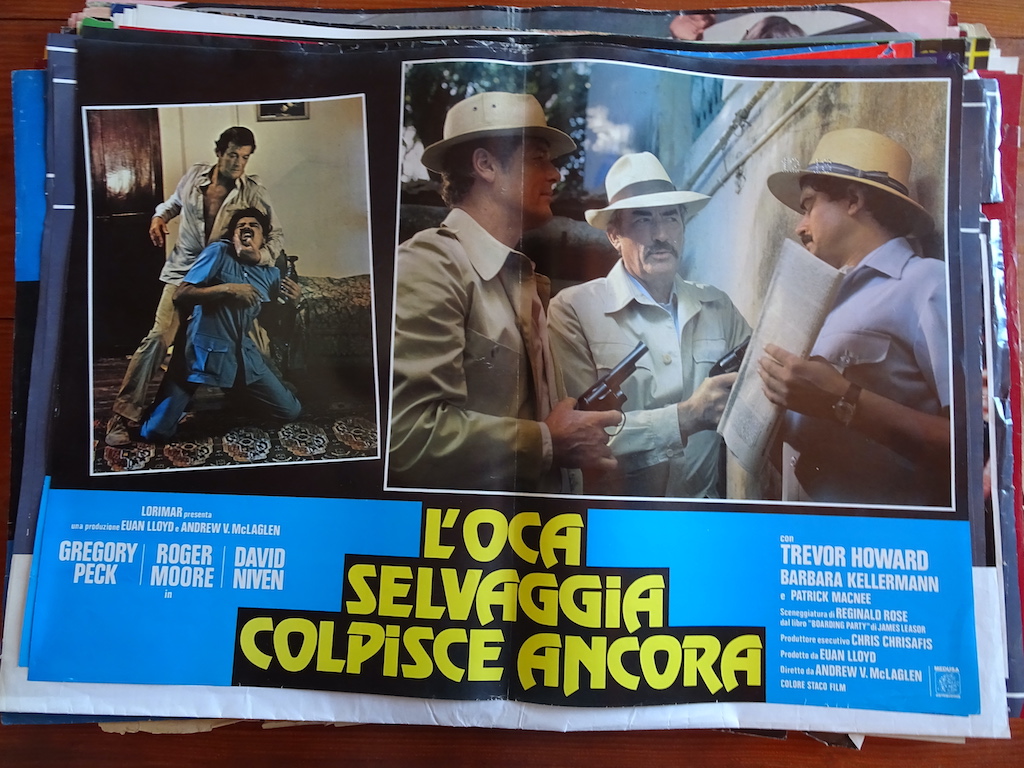 LORIMAR presenta
una produzione EUAN LLOYD e ANDREW V. McLAGLEN
GREGORY PECK
ROGER MOORE
DAVID NIVEN
in
L'OCA
SELVAGGIA
COLPISCE ANCORA
con
TREVOR HOWARD
BARBARA KELLERMANN
e PATRICK MACNEE
Sceneggiatura di REGINALD ROSE
dal libro "BOARDING PARTY" di JAMES LEASOR
Produttore esecutivo CHRIS CHRISAFIS
Prodotto da EUAN LLOYD
Diretto da ANDREW V. McLAGLEN
COLORE STACO FILM
MEDUSA